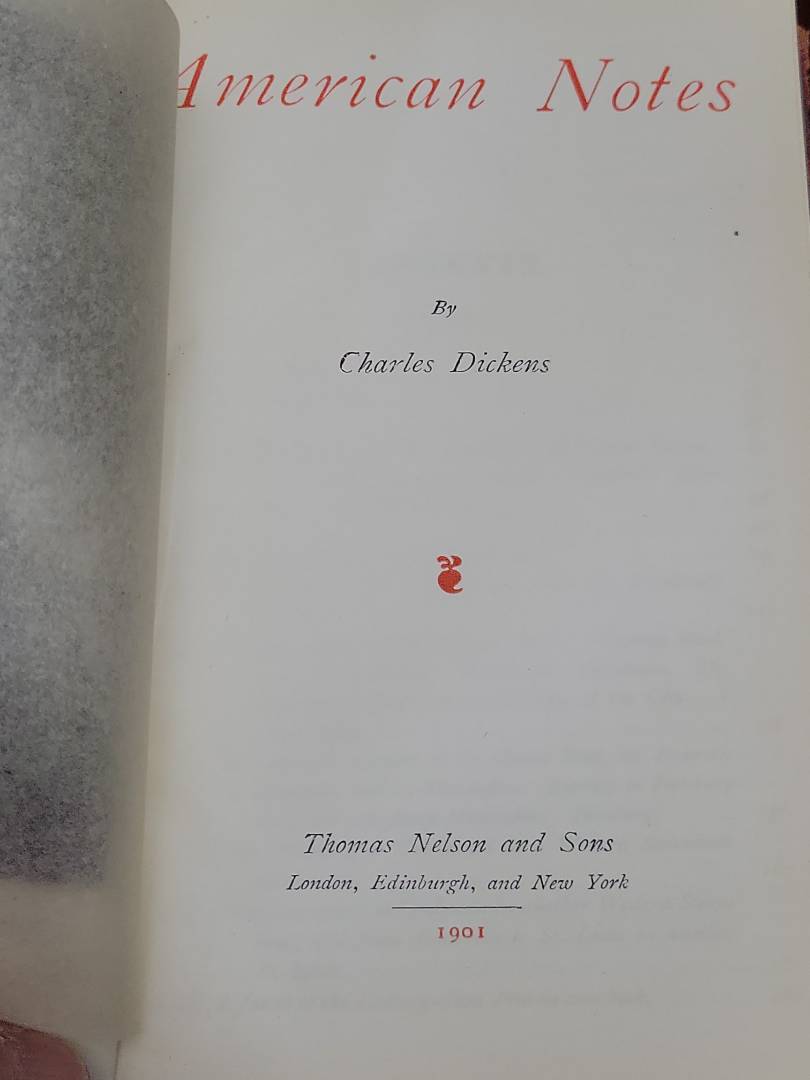 American Notes
By
Charles Dickens
Thomas Nelson and Sons
London, Edinburgh, and New York
1901